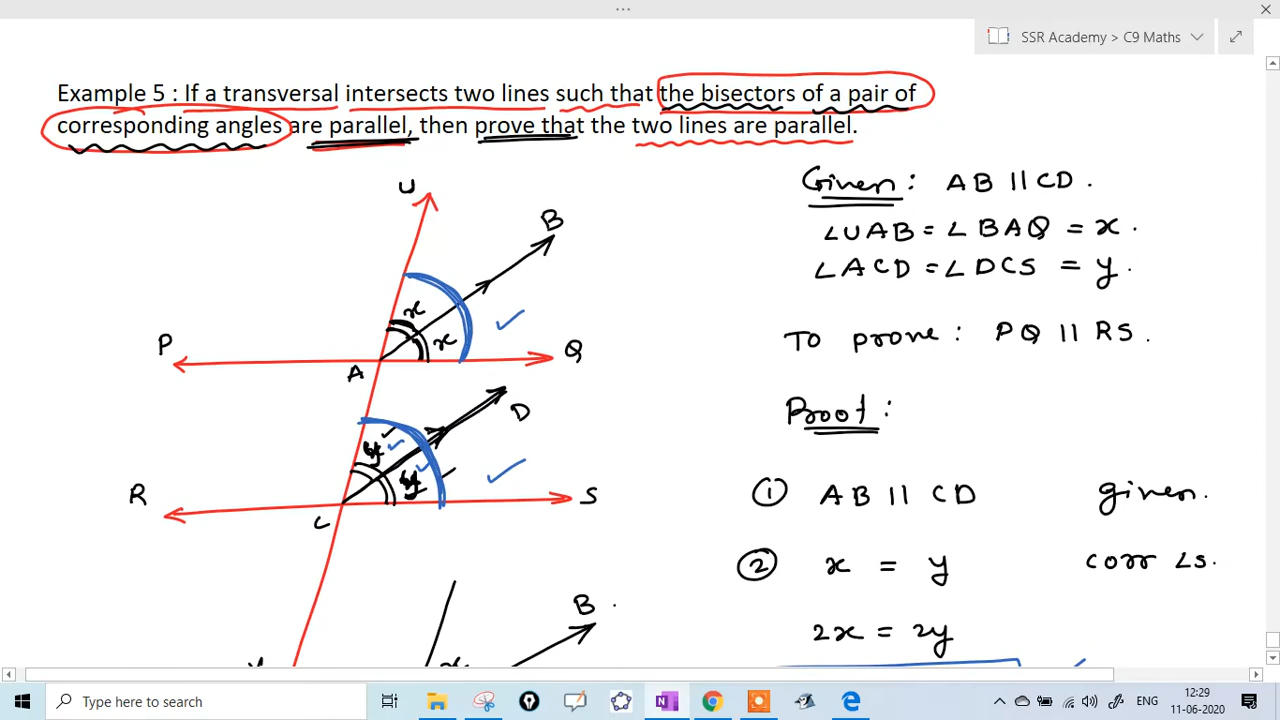 SSR Academy > C9 Maths
Example 5 : If a transversal intersects two lines such that the bisectors of a pair of
corresponding angles are parallel, then prove that the two lines are parallel.
U
B
Given : AB || CD .
∠UAB = ∠BAQ = x .
∠ACD = ∠DCS = y .
x
x
P
Q
A
To prove : PQ || RS .
D
Proof :
y
y
R
S
C
① AB || CD given .
② x = y corr ∠s .
B
2x = 2y
x
Type here to search
ENG
12:29
11-06-2020